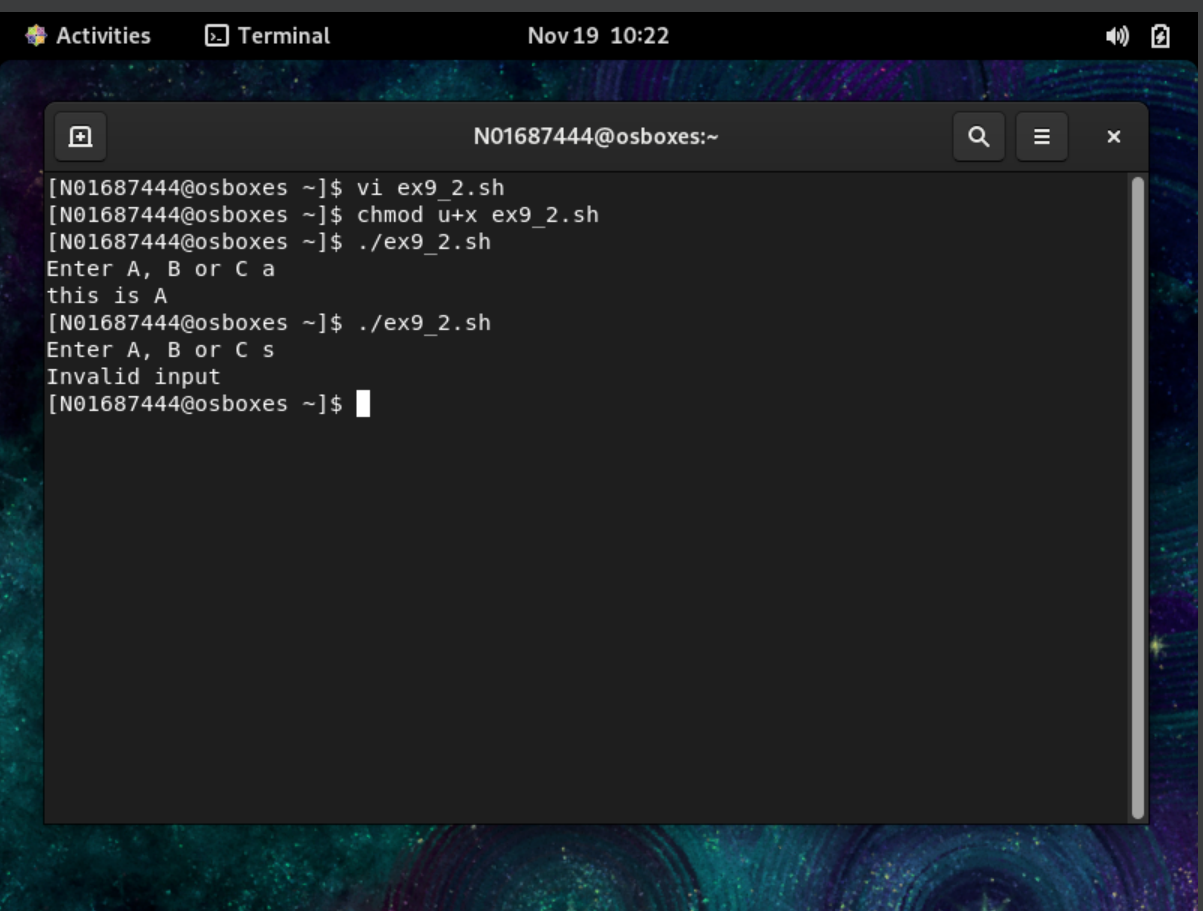 Activities Terminal Nov 19 10:22
N01687444@osboxes:~
[N01687444@osboxes ~]$ vi ex9_2.sh
[N01687444@osboxes ~]$ chmod u+x ex9_2.sh
[N01687444@osboxes ~]$ ./ex9_2.sh
Enter A, B or C a
this is A
[N01687444@osboxes ~]$ ./ex9_2.sh
Enter A, B or C s
Invalid input
[N01687444@osboxes ~]$